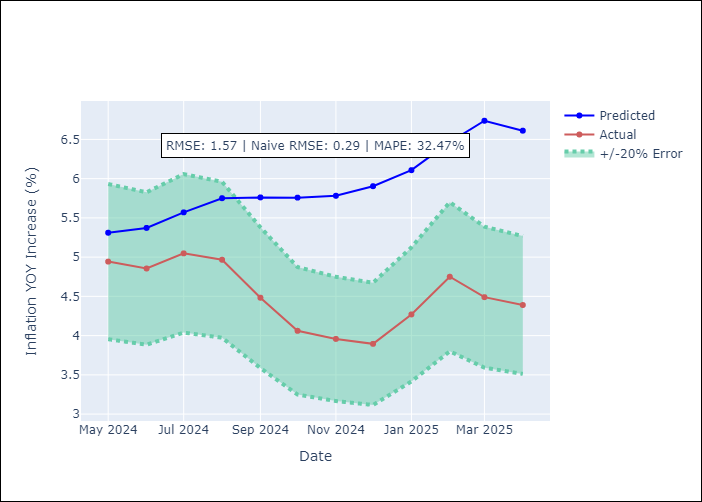 Predicted
Actual
+/-20% Error
RMSE: 1.57 | Naive RMSE: 0.29 | MAPE: 32.47%
6.5
6
5.5
5
4.5
4
3.5
3
Inflation YOY Increase (%)
May 2024
Jul 2024
Sep 2024
Nov 2024
Jan 2025
Mar 2025
Date